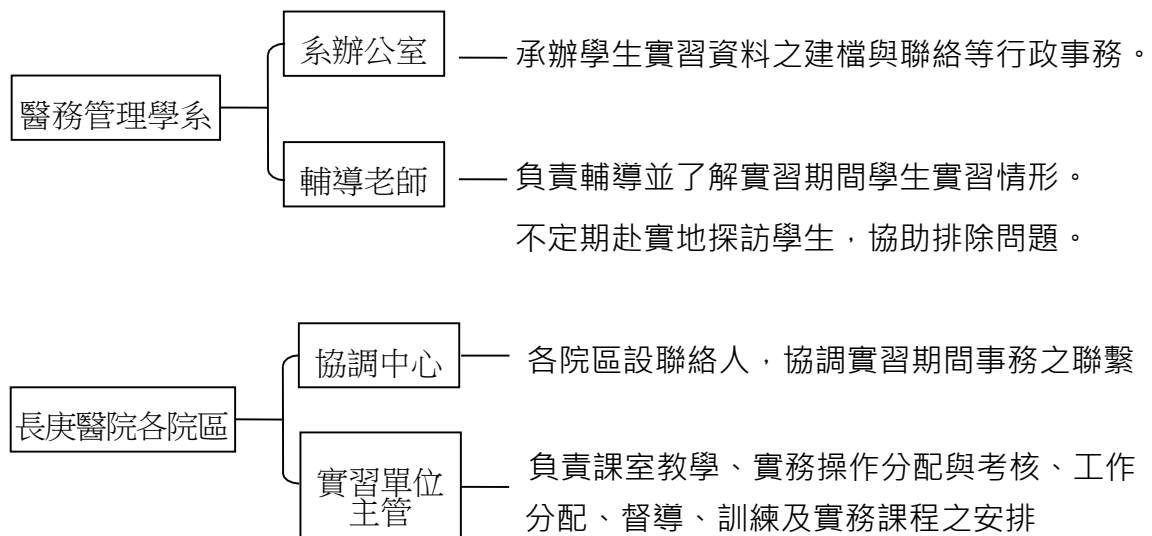 系辦公室
承辦學生實習資料之建檔與聯絡等行政事務。
醫務管理學系
輔導老師
負責輔導並了解實習期間學生實習情形。
不定期赴實地探訪學生，協助排除問題。
協調中心
各院區設聯絡人，協調實習期間事務之聯繫
長庚醫院各院區
實習單位
主管
負責課室教學、實務操作分配與考核、工作
分配、督導、訓練及實務課程之安排